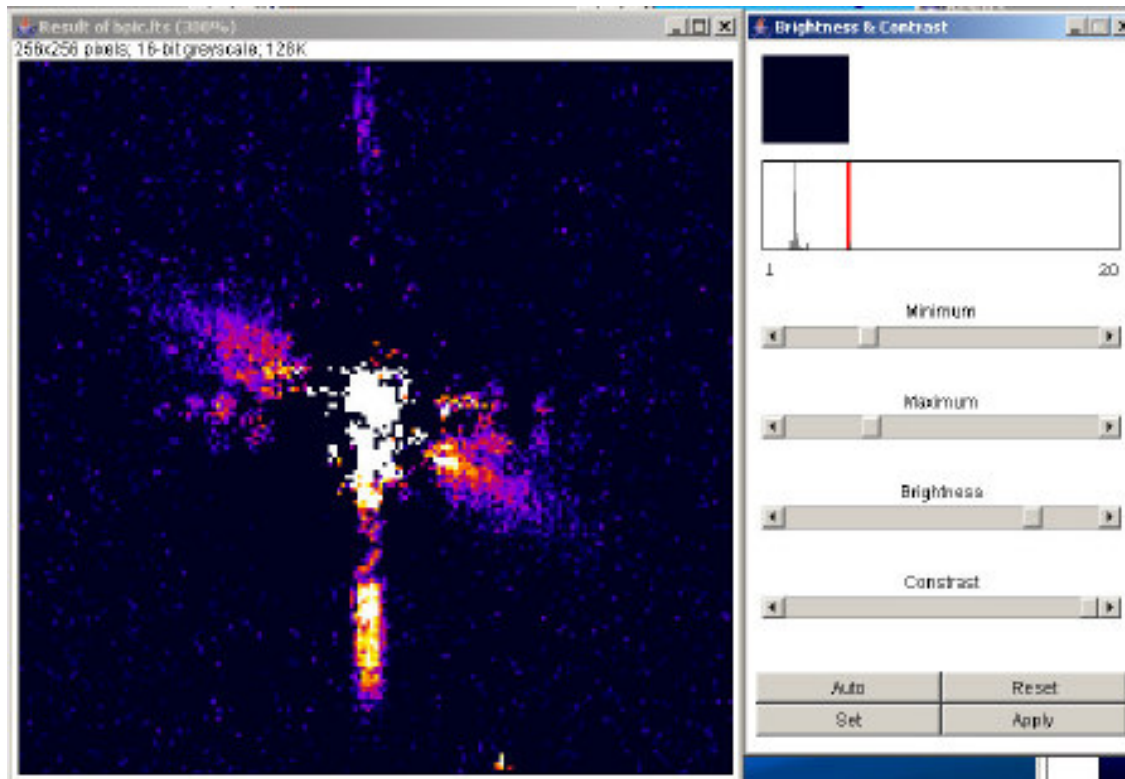 Result of bpic.fts (300%)
256x256 pixels; 16-bit greyscale; 128K
Brightness & Contrast
1 20
Minimum
Maximum
Brightness
Constrast
Auto Reset
Set Apply